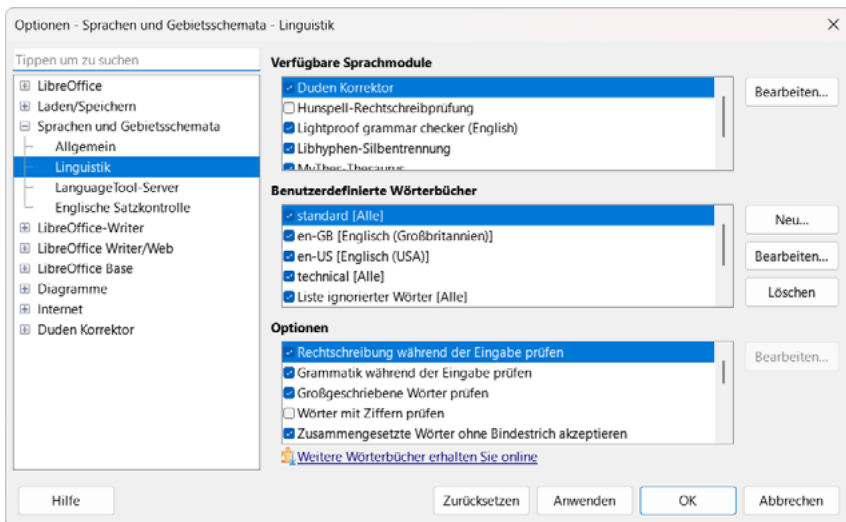 Optionen - Sprachen und Gebietsschemata - Linguistik
Tippen um zu suchen
LibreOffice
Laden/Speichern
Sprachen und Gebietsschemata
Allgemein
Linguistik
LanguageTool-Server
Englische Satzkontrolle
LibreOffice-Writer
LibreOffice Writer/Web
LibreOffice Base
Diagramme
Internet
Duden Korrektor
Verfügbare Sprachmodule
Duden Korrektor
Hunspell-Rechtschreibprüfung
Lightproof grammar checker (English)
Libhyphen-Silbentrennung
MyThes-Thesaurus
Bearbeiten...
Benutzerdefinierte Wörterbücher
standard [Alle]
en-GB [Englisch (Großbritannien)]
en-US [Englisch (USA)]
technical [Alle]
Liste ignorierter Wörter [Alle]
Neu...
Bearbeiten...
Löschen
Optionen
Rechtschreibung während der Eingabe prüfen
Grammatik während der Eingabe prüfen
Großgeschriebene Wörter prüfen
Wörter mit Ziffern prüfen
Zusammengesetzte Wörter ohne Bindestrich akzeptieren
Bearbeiten...
Weitere Wörterbücher erhalten Sie online
Hilfe
Zurücksetzen
Anwenden
OK
Abbrechen